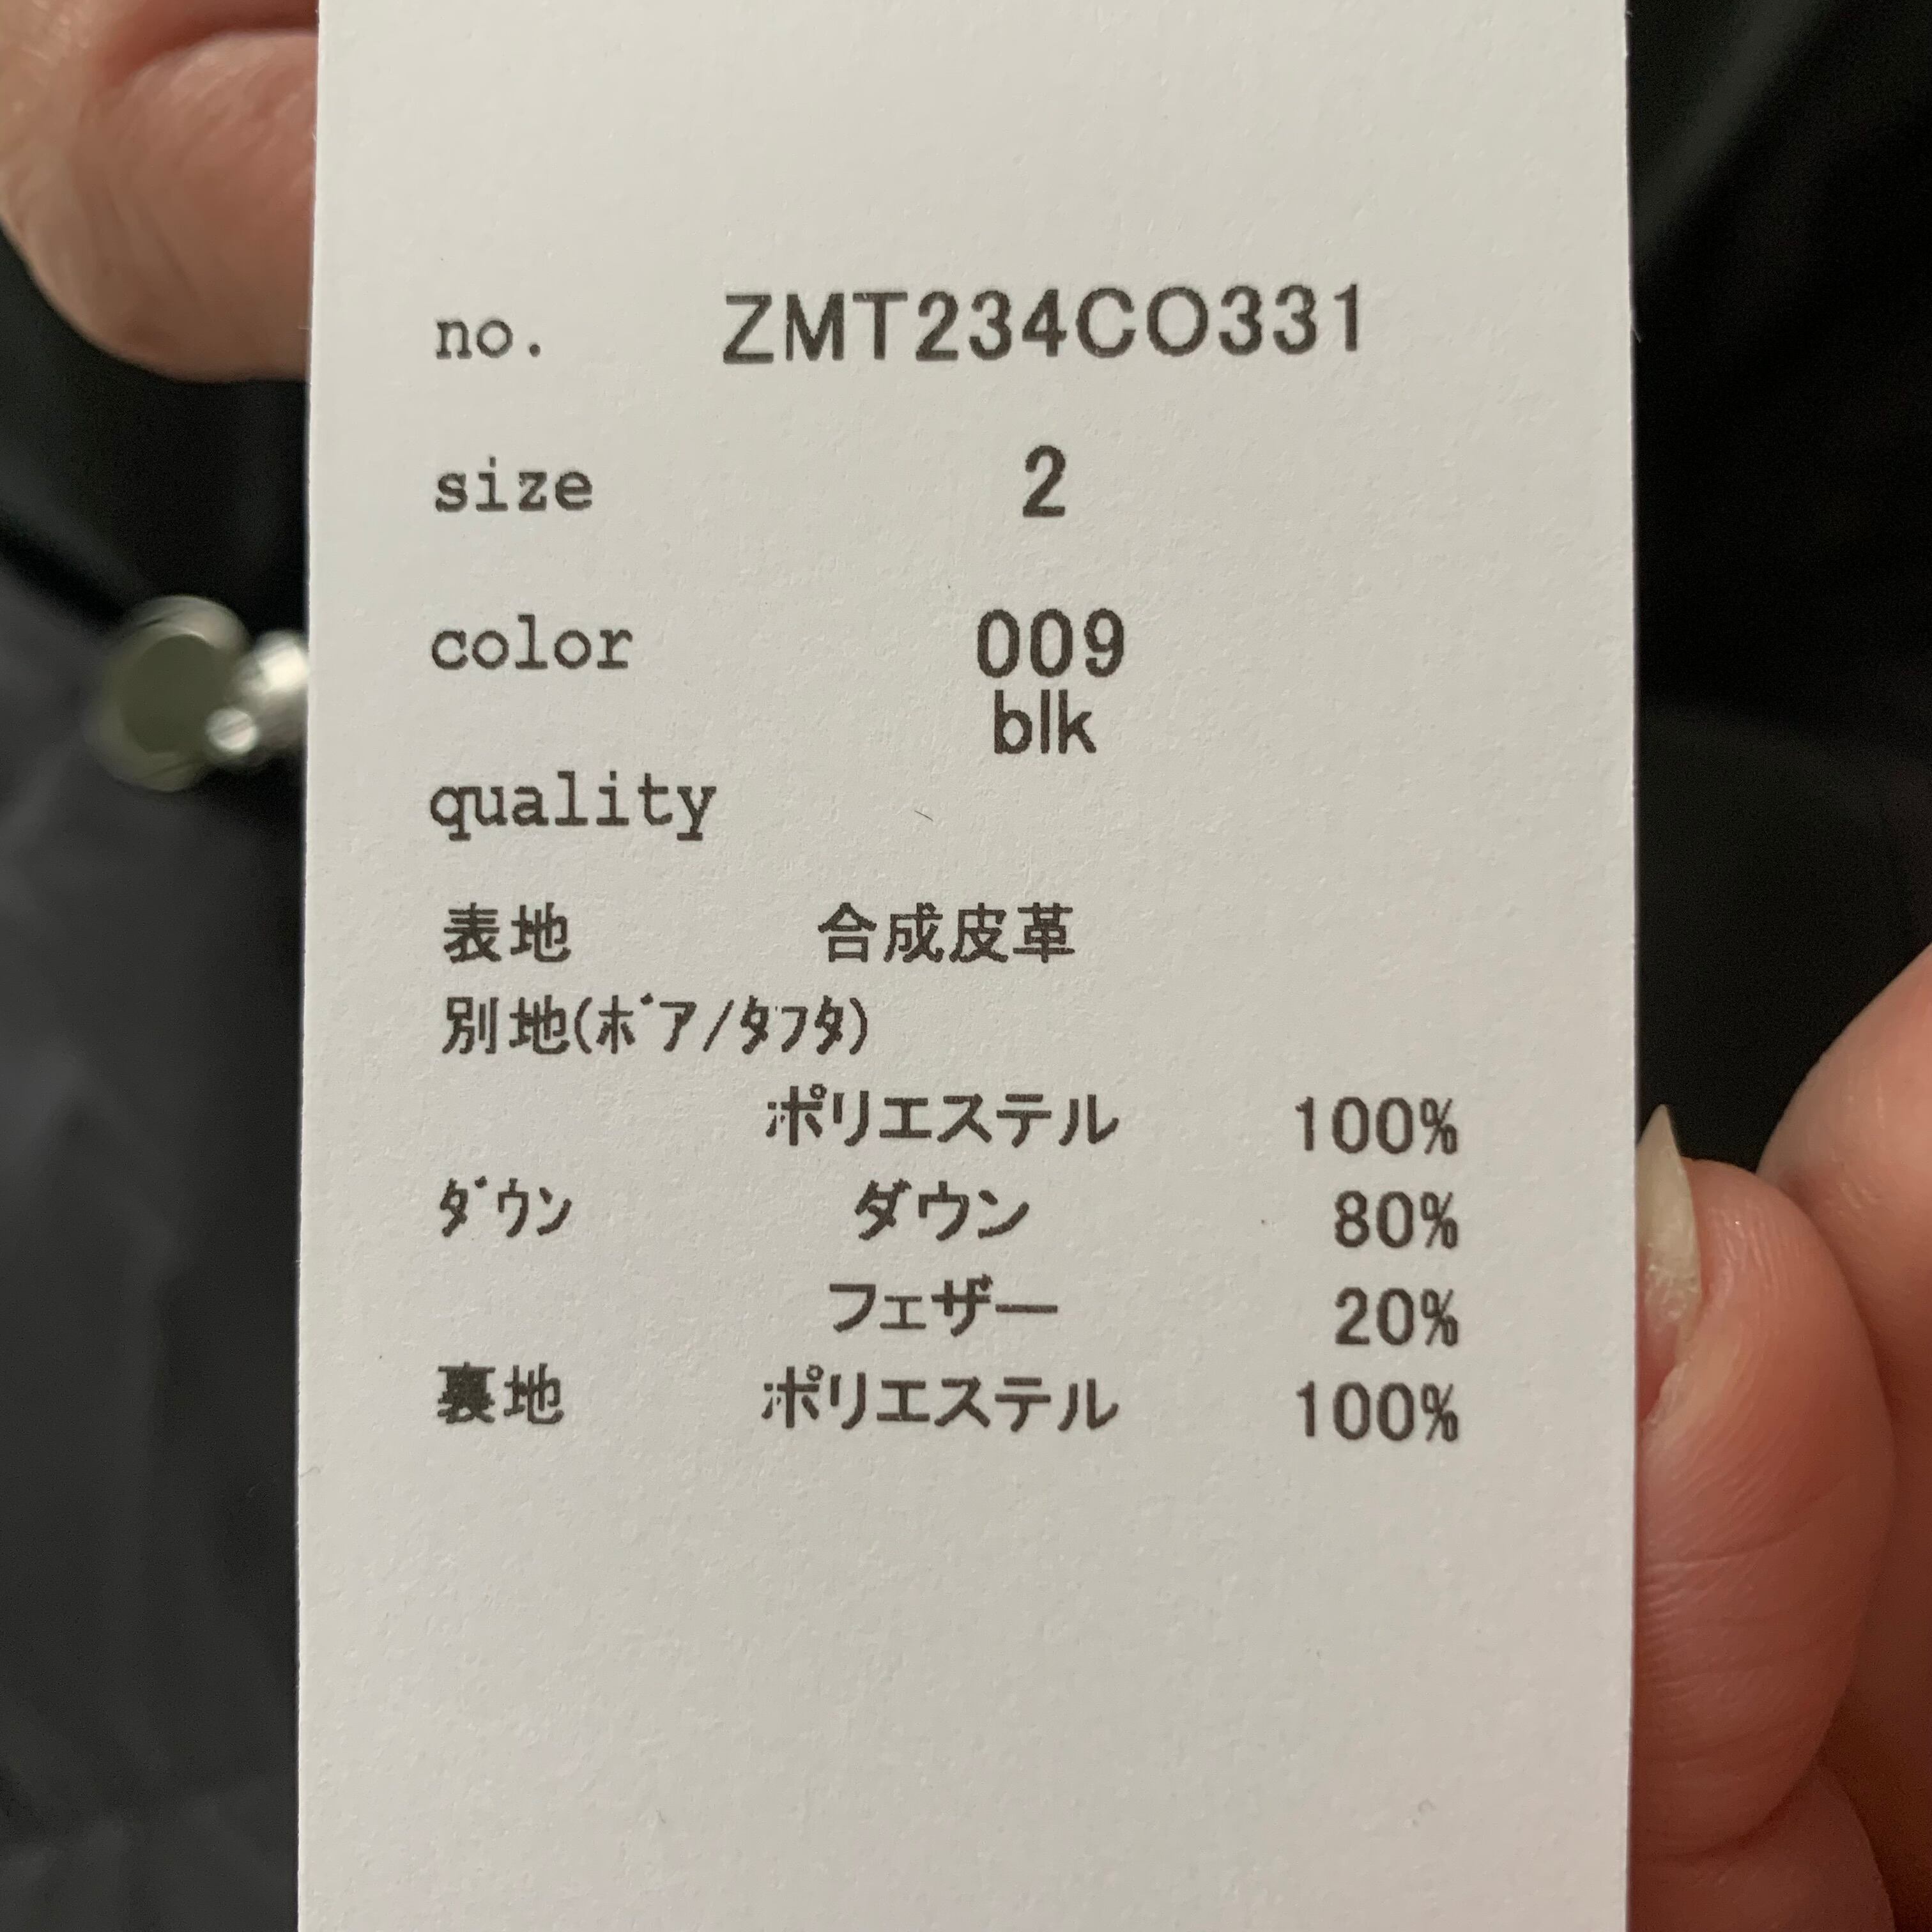 no. ZMT234CO331
size 2
color 009
blk
quality
表地 合成皮革
別地(ﾎﾞｱ/ﾀﾌﾀ)
ポリエステル 100%
ﾀﾞｳﾝ ダウン 80%
フェザー 20%
裏地 ポリエステル 100%